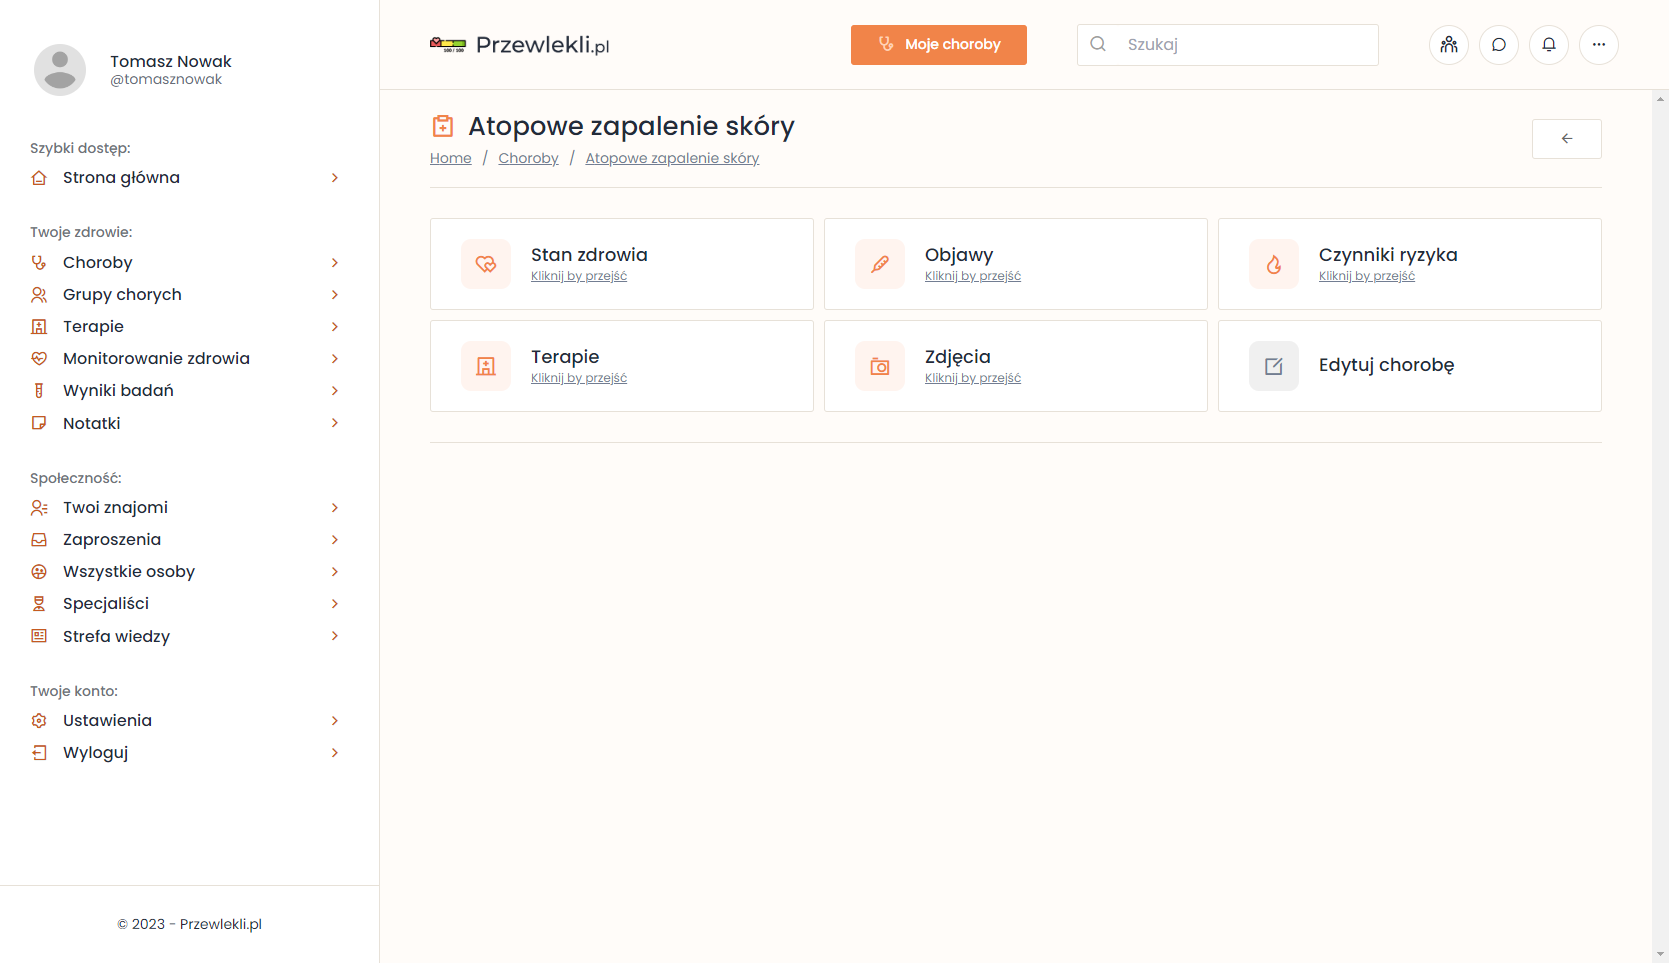 Tomasz Nowak
@tomasznowak
Szybki dostęp:
Strona główna
Twoje zdrowie:
Choroby
Grupy chorych
Terapie
Monitorowanie zdrowia
Wyniki badań
Notatki
Społeczność:
Twoi znajomi
Zaproszenia
Wszystkie osoby
Specjaliści
Strefa wiedzy
Twoje konto:
Ustawienia
Wyloguj
© 2023 - Przewlekli.pl
100 / 100
Przewlekli.pl
Moje choroby
Szukaj
Atopowe zapalenie skóry
Home / Choroby / Atopowe zapalenie skóry
Stan zdrowia
Kliknij by przejść
Objawy
Kliknij by przejść
Czynniki ryzyka
Kliknij by przejść
Terapie
Kliknij by przejść
Zdjęcia
Kliknij by przejść
Edytuj chorobę